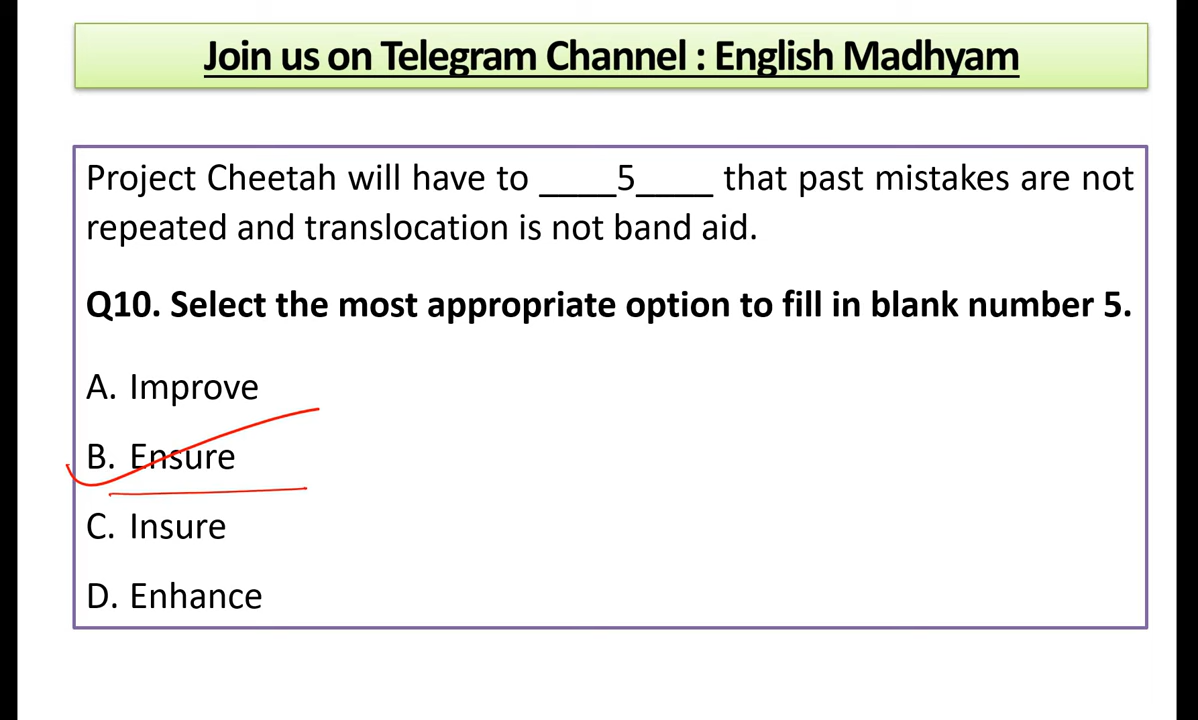 Join us on Telegram Channel : English Madhyam
Project Cheetah will have to ____5____ that past mistakes are not
repeated and translocation is not band aid.
Q10. Select the most appropriate option to fill in blank number 5.
A. Improve
B. Ensure
C. Insure
D. Enhance